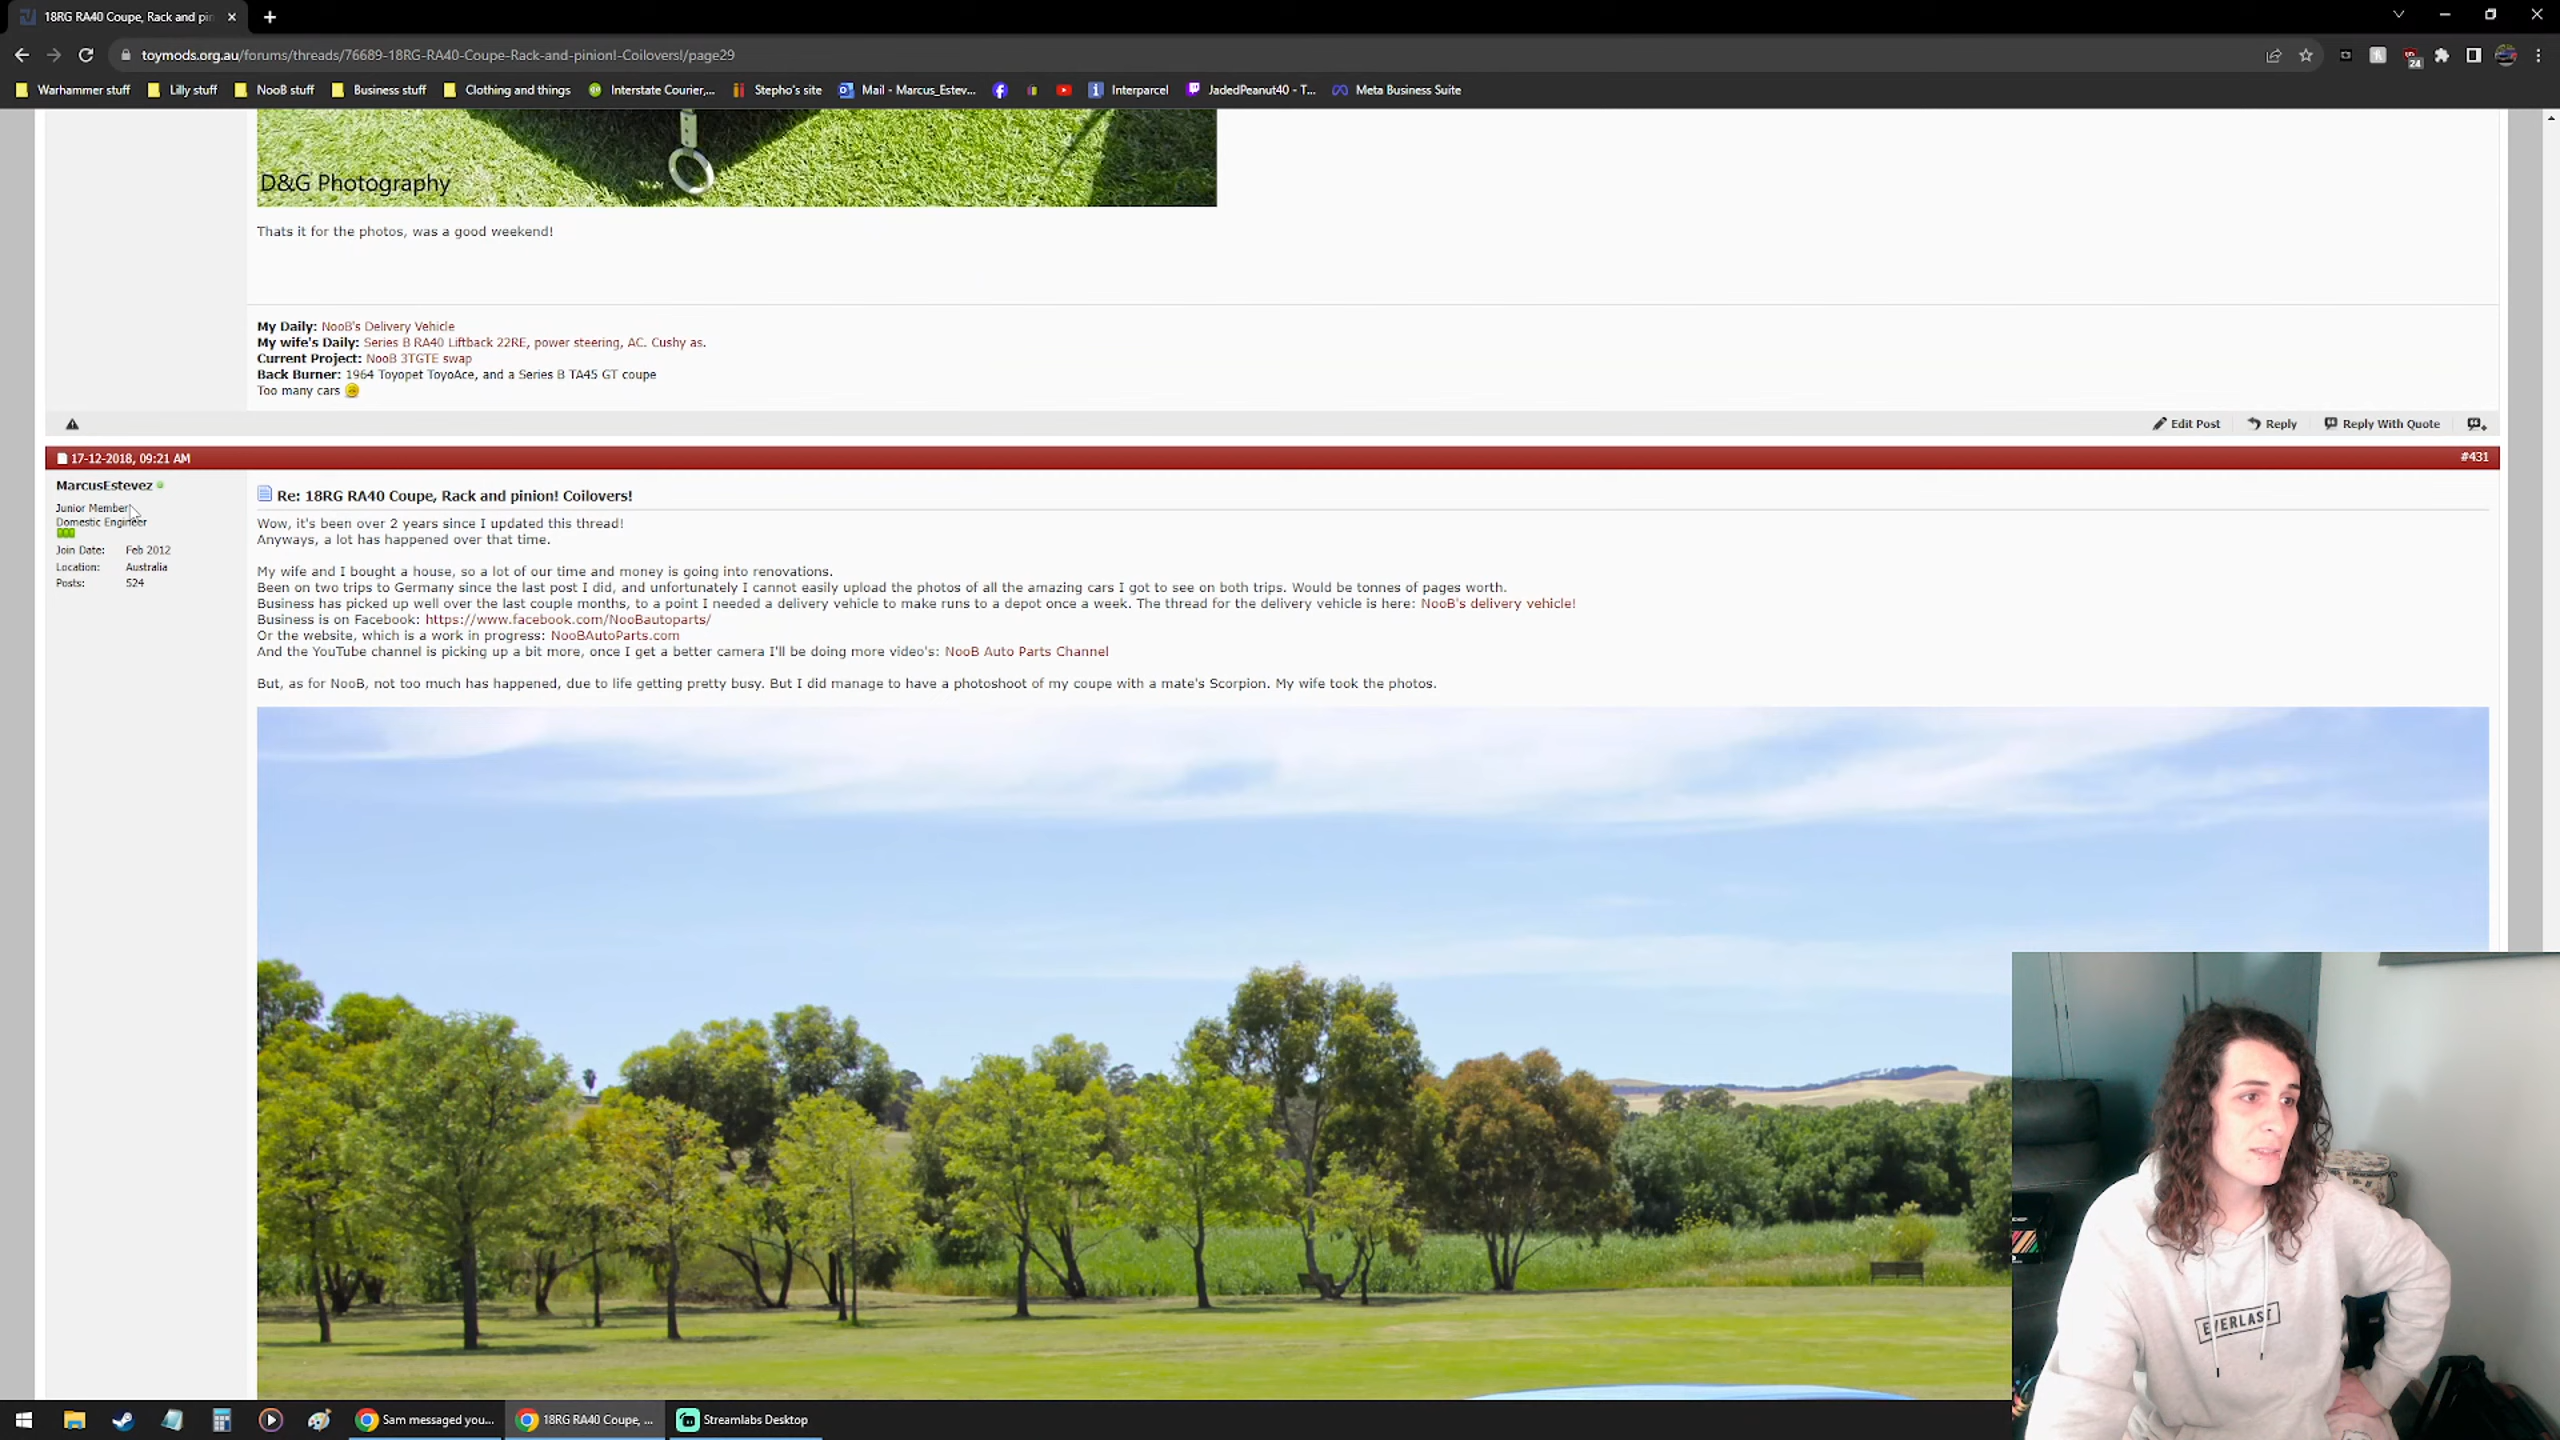 18RG RA40 Coupe, Rack and pin
toymods.org.au/forums/threads/76689-18RG-RA40-Coupe-Rack-and-pinion!-Coilovers!/page29
24
Warhammer stuff
Lilly stuff
NooB stuff
Business stuff
Clothing and things
Interstate Courier,...
Stepho's site
Mail - Marcus_Estev...
Interparcel
JadedPeanut40 - T...
Meta Business Suite
D&G Photography
Thats it for the photos, was a good weekend!
My Daily: NooB's Delivery Vehicle
My wife's Daily: Series B RA40 Liftback 22RE, power steering, AC. Cushy as.
Current Project: NooB 3TGTE swap
Back Burner: 1964 Toyopet ToyoAce, and a Series B TA45 GT coupe
Too many cars
Edit Post Reply Reply With Quote
17-12-2018, 09:21 AM #431
MarcusEstevez
Junior Member
Domestic Engineer
Join Date: Feb 2012
Location: Australia
Posts: 524
Re: 18RG RA40 Coupe, Rack and pinion! Coilovers!
Wow, it's been over 2 years since I updated this thread!
Anyways, a lot has happened over that time.
My wife and I bought a house, so a lot of our time and money is going into renovations.
Been on two trips to Germany since the last post I did, and unfortunately I cannot easily upload the photos of all the amazing cars I got to see on both trips. Would be tonnes of pages worth.
Business has picked up well over the last couple months, to a point I needed a delivery vehicle to make runs to a depot once a week. The thread for the delivery vehicle is here: NooB's delivery vehicle!
Business is on Facebook: https://www.facebook.com/NooBautoparts/
Or the website, which is a work in progress: NooBAutoParts.com
And the YouTube channel is picking up a bit more, once I get a better camera I'll be doing more video's: NooB Auto Parts Channel
But, as for NooB, not too much has happened, due to life getting pretty busy. But I did manage to have a photoshoot of my coupe with a mate's Scorpion. My wife took the photos.
EVERLAST
Sam messaged you...
18RG RA40 Coupe, ...
Streamlabs Desktop